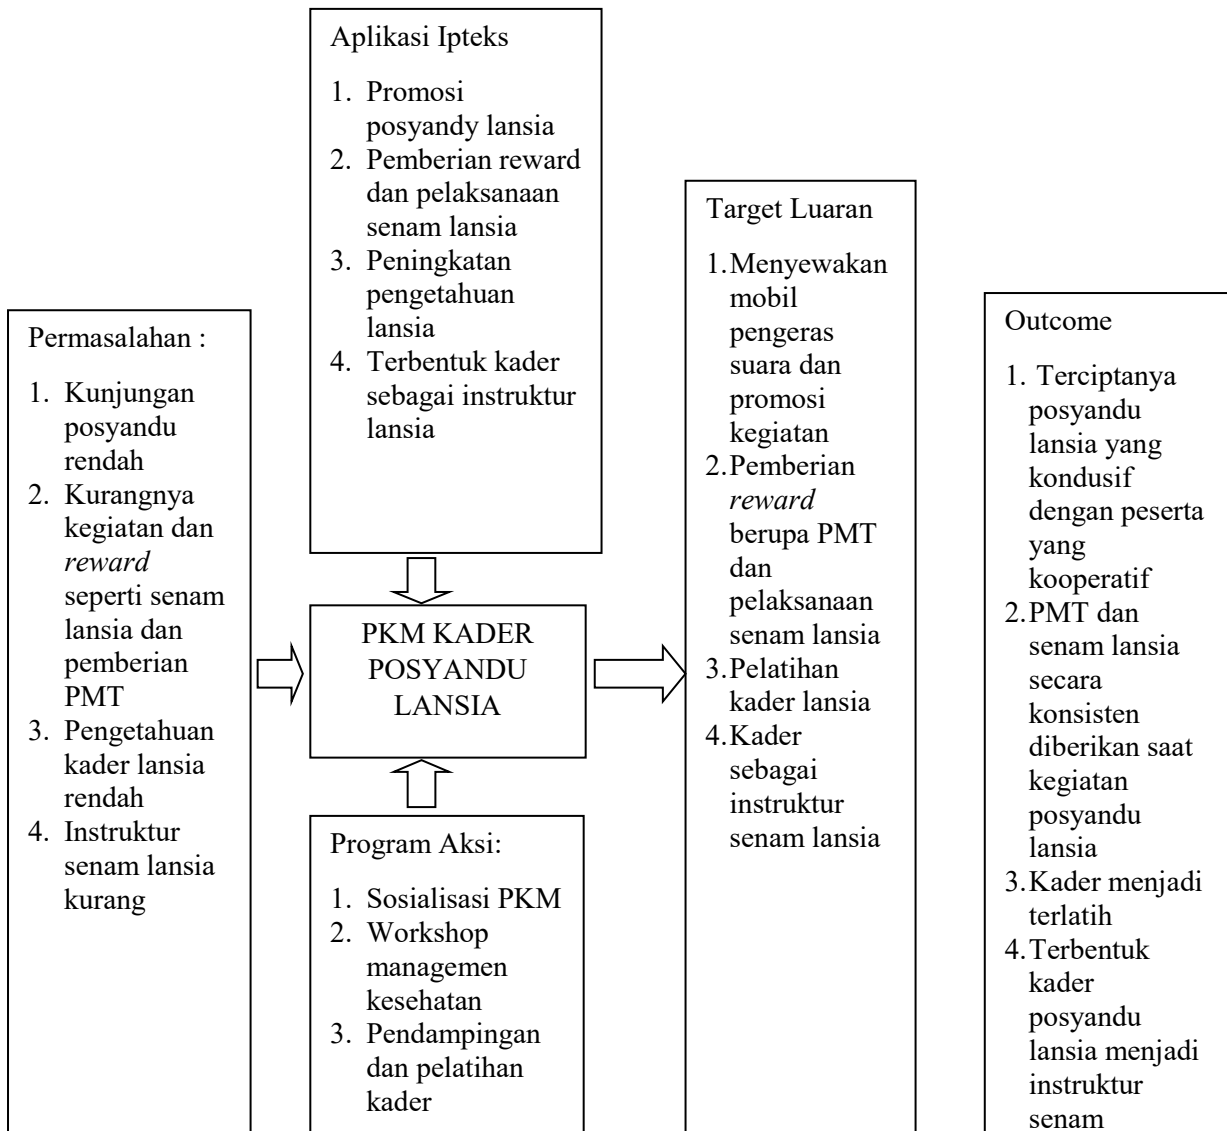 Aplikasi Ipteks
1. Promosi
posyandy lansia
2. Pemberian reward
dan pelaksanaan
senam lansia
3. Peningkatan
pengetahuan
lansia
4. Terbentuk kader
sebagai instruktur
lansia
Permasalahan :
1. Kunjungan
posyandu
rendah
2. Kurangnya
kegiatan dan
reward
seperti senam
lansia dan
pemberian
PMT
3. Pengetahuan
kader lansia
rendah
4. Instruktur
senam lansia
kurang
PKM KADER
POSYANDU
LANSIA
Program Aksi:
1. Sosialisasi PKM
2. Workshop
managemen
kesehatan
3. Pendampingan
dan pelatihan
kader
Target Luaran
1.Menyewakan
mobil
pengeras
suara dan
promosi
kegiatan
2.Pemberian
reward
berupa PMT
dan
pelaksanaan
senam lansia
3.Pelatihan
kader lansia
4.Kader
sebagai
instruktur
senam lansia
Outcome
1. Terciptanya
posyandu
lansia yang
kondusif
dengan peserta
yang
kooperatif
2.PMT dan
senam lansia
secara
konsisten
diberikan saat
kegiatan
posyandu
lansia
3.Kader menjadi
terlatih
4.Terbentuk
kader
posyandu
lansia menjadi
instruktur
senam